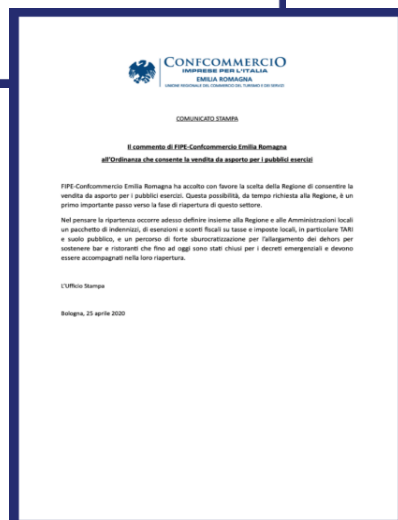 CONFCOMMERCIO
IMPRESE PER L'ITALIA
EMILIA ROMAGNA
UNIONE REGIONALE DEL COMMERCIO DEL TURISMO E DEI SERVIZI
COMUNICATO STAMPA
Il commento di FIPE-Confcommercio Emilia Romagna
all'Ordinanza che consente la vendita da asporto per i pubblici esercizi
FIPE-Confcommercio Emilia Romagna ha accolto con favore la scelta della Regione di consentire la
vendita da asporto per i pubblici esercizi. Questa possibilità, da tempo richiesta alla Regione, è un
primo importante passo verso la fase di riapertura di questo settore.
Nel pensare la ripartenza occorre adesso definire insieme alla Regione e alle Amministrazioni locali
un pacchetto di indennizzi, di esenzioni e sconti fiscali su tasse e imposte locali, in particolare TARI
e suolo pubblico, e un percorso di forte sburocratizzazione per l'allargamento dei dehors per
sostenere bar e ristoranti che fino ad oggi sono stati chiusi per i decreti emergenziali e devono
essere accompagnati nella loro riapertura.
L'Ufficio Stampa
Bologna, 25 aprile 2020